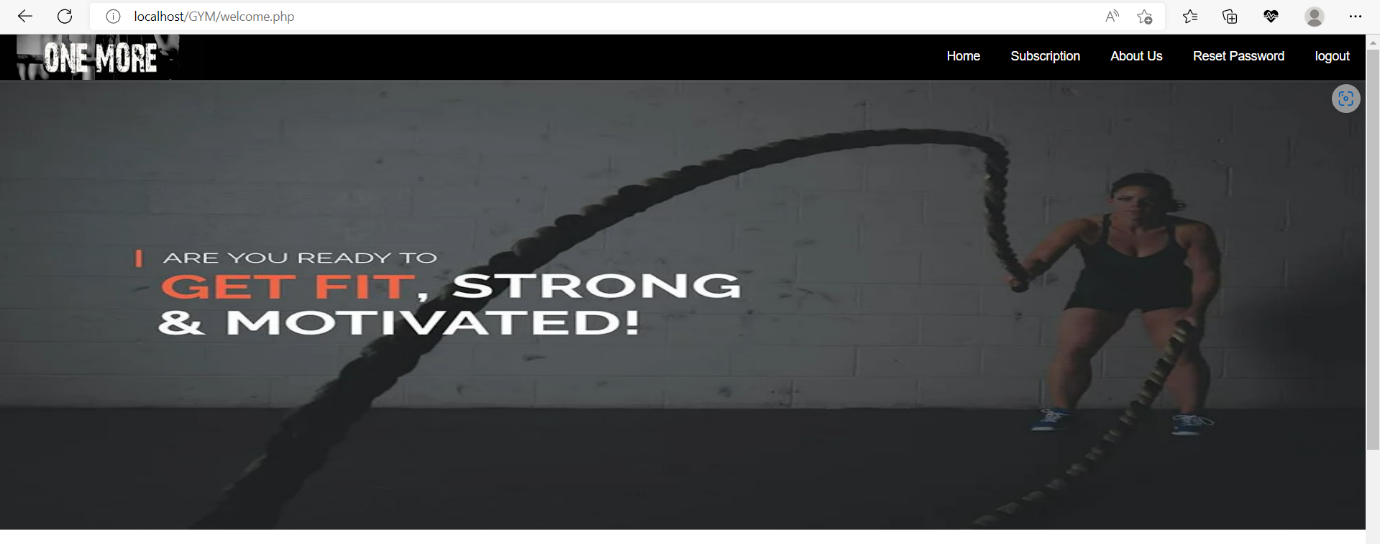 localhost/GYM/welcome.php
ONE MORE
Home Subscription About Us Reset Password logout
ARE YOU READY TO
GET FIT, STRONG
& MOTIVATED!